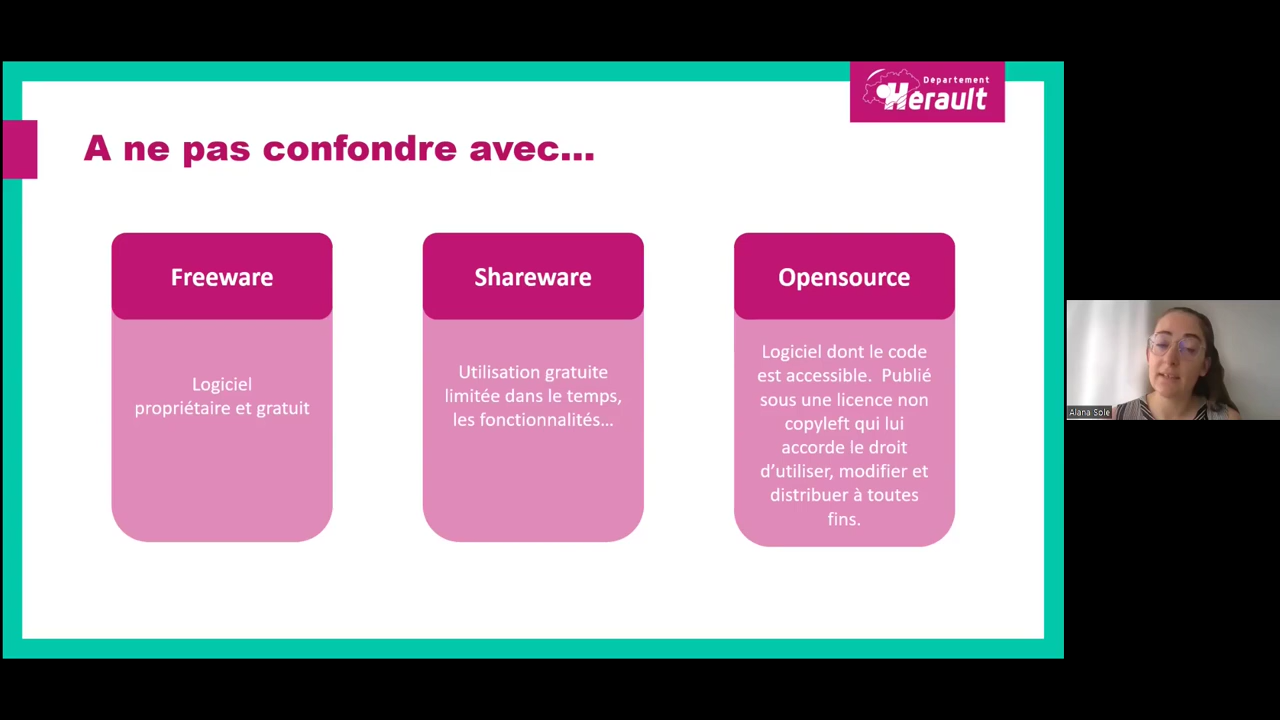 Departement
Hérault
A ne pas confondre avec...
Freeware
Logiciel
propriétaire et gratuit
Shareware
Utilisation gratuite
limitée dans le temps,
les fonctionnalités…
Opensource
Logiciel dont le code
est accessible. Publié
sous une licence non
copyleft qui lui
accorde le droit
d’utiliser, modifier et
distribuer à toutes
fins.
Alana Sole